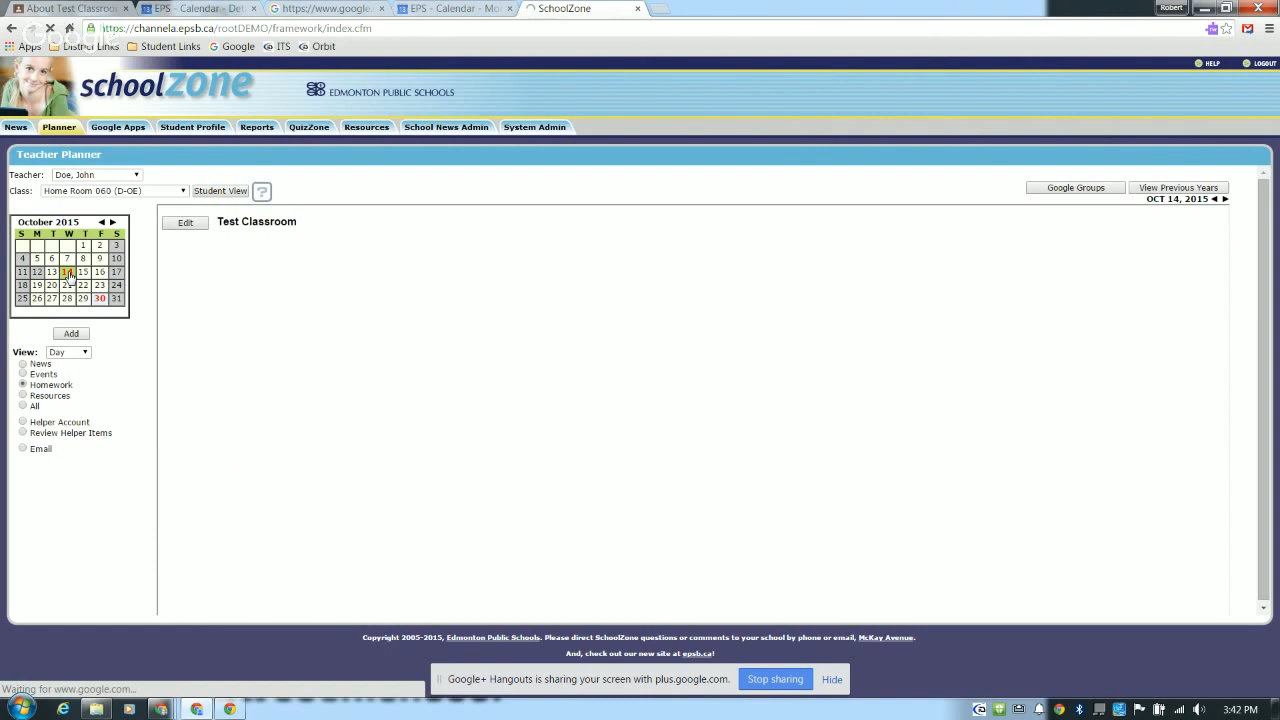 About Test Classroom
EPS - Calendar - Det
https://www.google.
EPS - Calendar - Mo
SchoolZone
Robert
https://channela.epsb.ca/rootDEMO/framework/index.cfm
Apps
District Links
Student Links
Google
ITS
Orbit
schoolzone
EDMONTON PUBLIC SCHOOLS
HELP
LOGOUT
News
Planner
Google Apps
Student Profile
Reports
QuizZone
Resources
School News Admin
System Admin
Teacher Planner
Teacher: Doe, John
Class: Home Room 060 (D-OE)
Student View
?
Google Groups
View Previous Years
OCT 14, 2015
October 2015
S M T W T F S
1 2 3
4 5 6 7 8 9 10
11 12 13 14 15 16 17
18 19 20 21 22 23 24
25 26 27 28 29 30 31
Edit
Test Classroom
Add
View: Day
News
Events
Homework
Resources
All
Helper Account
Review Helper Items
Email
Copyright 2005-2015, Edmonton Public Schools. Please direct SchoolZone questions or comments to your school by phone or email, McKay Avenue.
And, check out our new site at epsb.ca!
Google+ Hangouts is sharing your screen with plus.google.com.
Stop sharing
Hide
Waiting for www.google.com...
3:42 PM